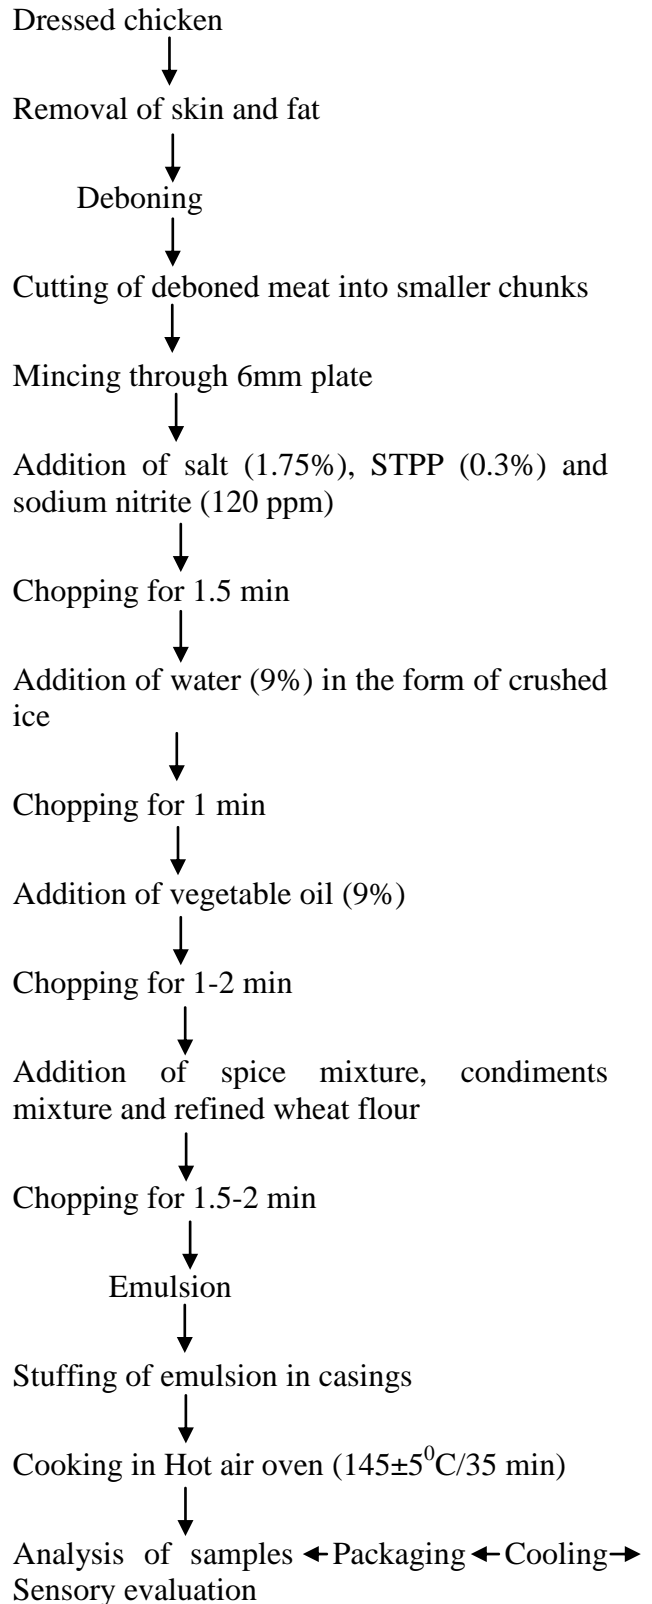 Dressed chicken
Removal of skin and fat
Deboning
Cutting of deboned meat into smaller chunks
Mincing through 6mm plate
Addition of salt (1.75%), STPP (0.3%) and
sodium nitrite (120 ppm)
Chopping for 1.5 min
Addition of water (9%) in the form of crushed
ice
Chopping for 1 min
Addition of vegetable oil (9%)
Chopping for 1-2 min
Addition of spice mixture, condiments
mixture and refined wheat flour
Chopping for 1.5-2 min
Emulsion
Stuffing of emulsion in casings
Cooking in Hot air oven (145±5⁰C/35 min)
Analysis of samples Packaging Cooling
Sensory evaluation